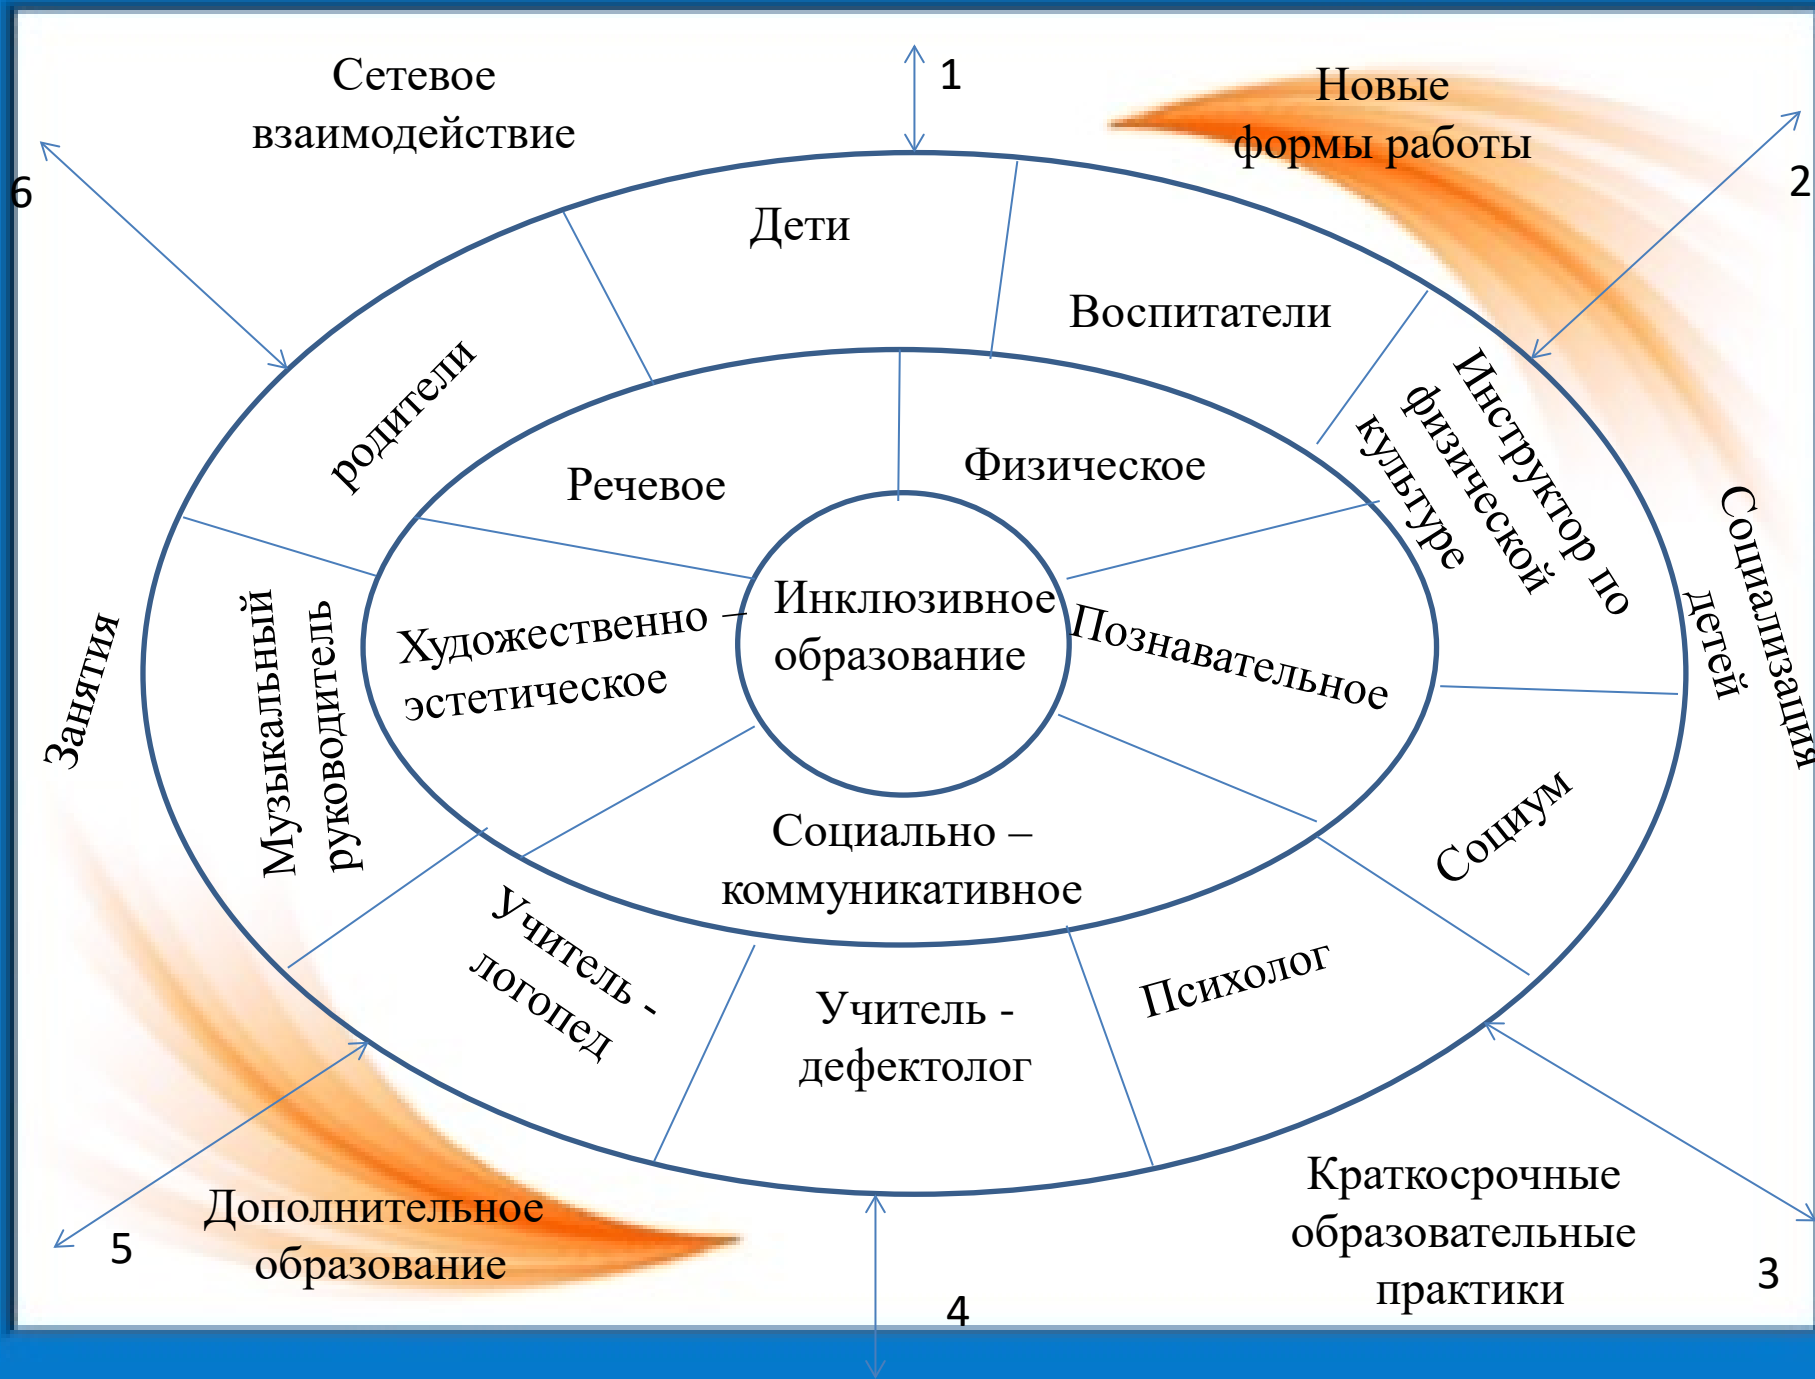 Сетевое
взаимодействие
1
Новые
формы работы
2
6
Дети
Воспитатели
родители
Инструктор по
физической
культуре
Речевое
Физическое
Инклюзивное
образование
Художественно –
эстетическое
Познавательное
Социально –
коммуникативное
Социализация
детей
Занятия
Музыкальный
руководитель
Социум
Учитель -
логопед
Учитель -
дефектолог
Психолог
Дополнительное
образование
5
4
Краткосрочные
образовательные
практики
3